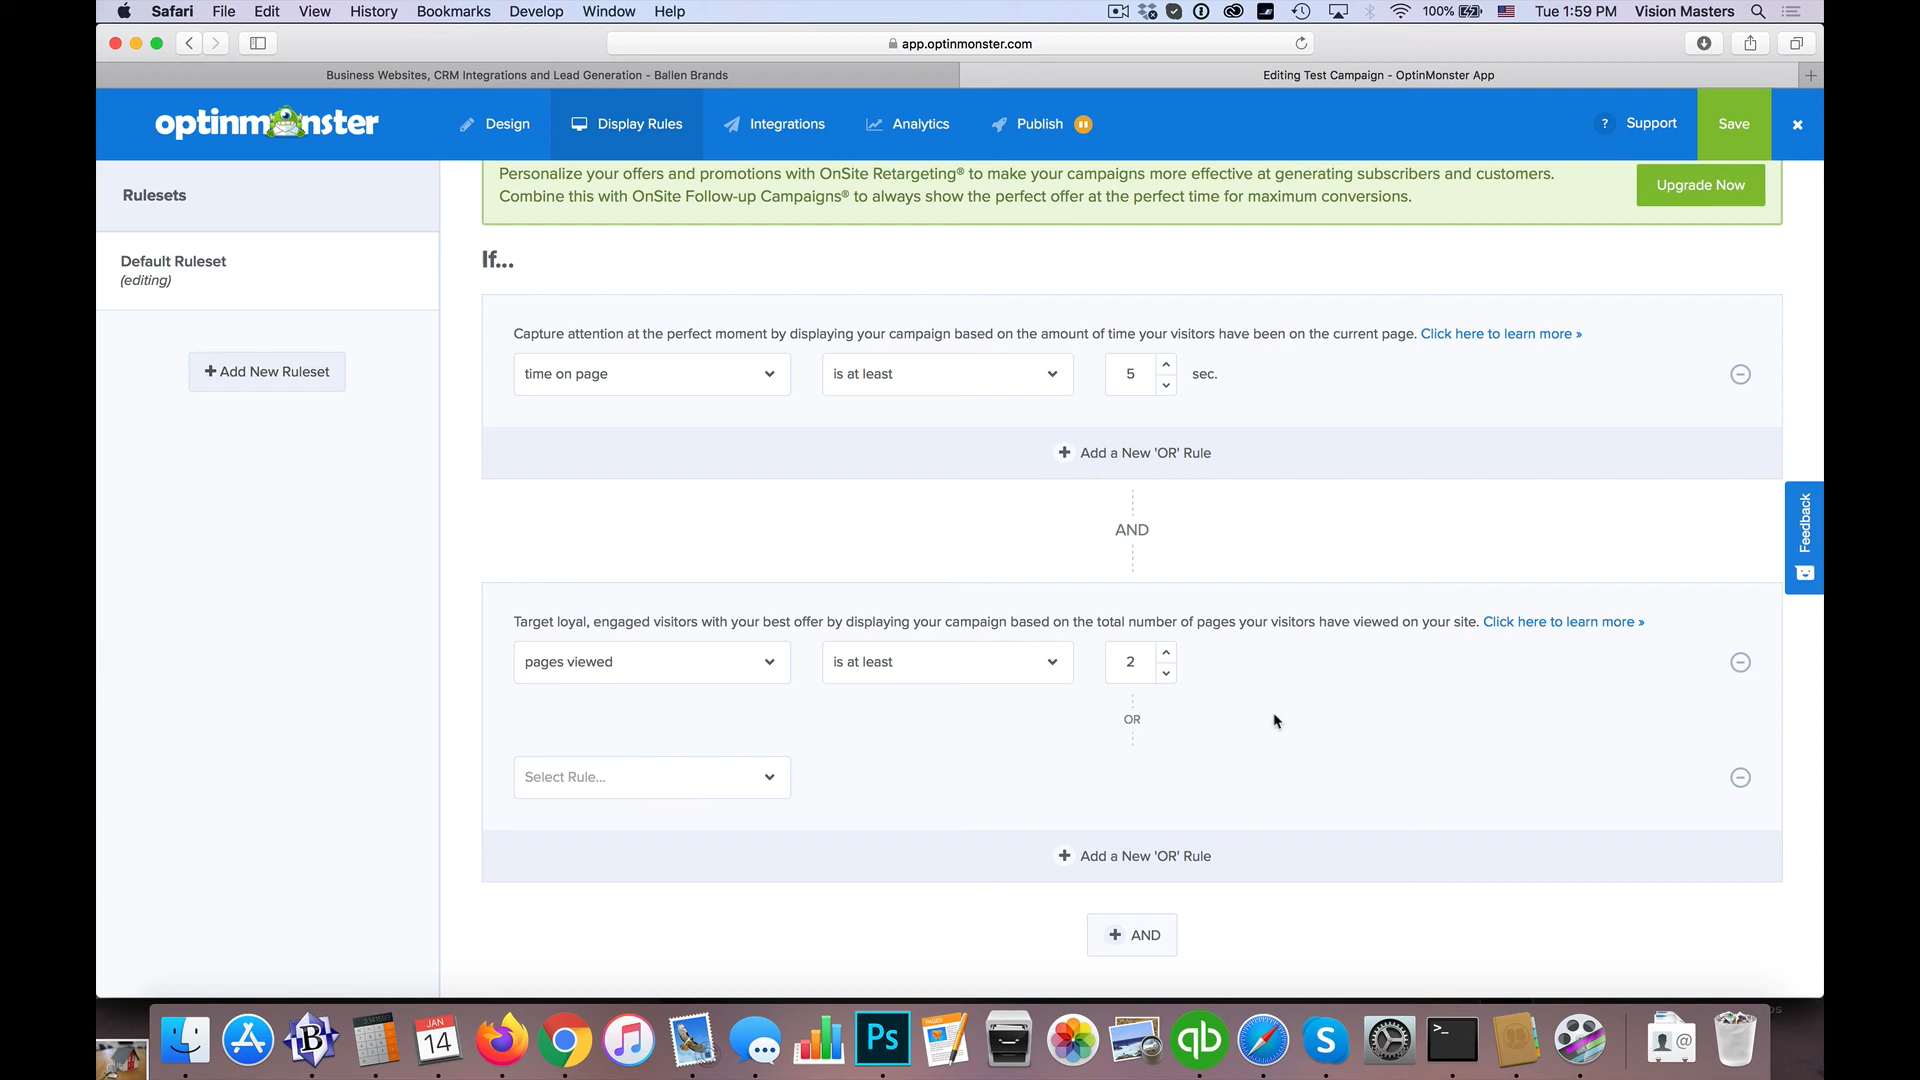 Safari File Edit View History Bookmarks Develop Window Help 100% Tue 1:59 PM Vision Masters
app.optinmonster.com
Business Websites, CRM Integrations and Lead Generation - Ballen Brands
Editing Test Campaign - OptinMonster App
optinmonster
Design
Display Rules
Integrations
Analytics
Publish
? Support
Save
Rulesets
Default Ruleset
(editing)
+ Add New Ruleset
Personalize your offers and promotions with OnSite Retargeting® to make your campaigns more effective at generating subscribers and customers.
Combine this with OnSite Follow-up Campaigns® to always show the perfect offer at the perfect time for maximum conversions.
Upgrade Now
If...
Capture attention at the perfect moment by displaying your campaign based on the amount of time your visitors have been on the current page. Click here to learn more »
time on page is at least 5 sec.
+ Add a New 'OR' Rule
AND
Target loyal, engaged visitors with your best offer by displaying your campaign based on the total number of pages your visitors have viewed on your site. Click here to learn more »
pages viewed is at least 2
OR
Select Rule...
+ Add a New 'OR' Rule
+ AND
Feedback
JAN
14
Ps
PAGES
qb